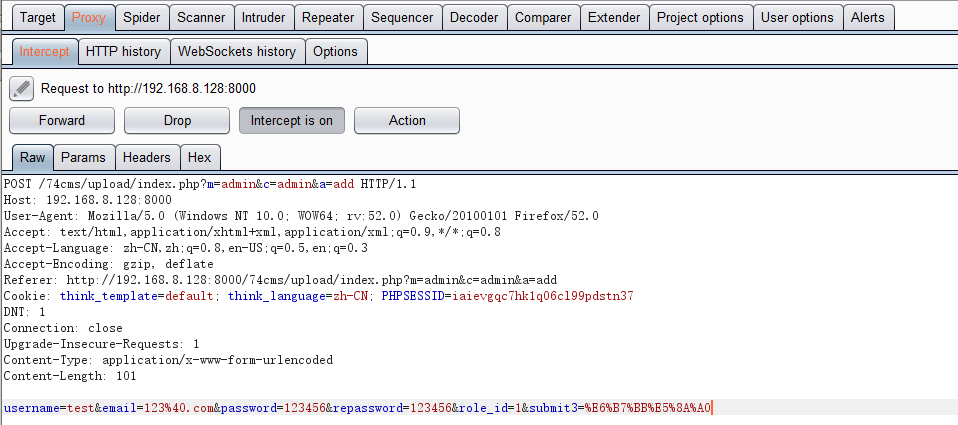 Target Proxy Spider Scanner Intruder Repeater Sequencer Decoder Comparer Extender Project options User options Alerts
Intercept HTTP history WebSockets history Options
Request to http://192.168.8.128:8000
Forward Drop Intercept is on Action
Raw Params Headers Hex
POST /74cms/upload/index.php?m=admin&c=admin&a=add HTTP/1.1
Host: 192.168.8.128:8000
User-Agent: Mozilla/5.0 (Windows NT 10.0; WOW64; rv:52.0) Gecko/20100101 Firefox/52.0
Accept: text/html,application/xhtml+xml,application/xml;q=0.9,*/*;q=0.8
Accept-Language: zh-CN,zh;q=0.8,en-US;q=0.5,en;q=0.3
Accept-Encoding: gzip, deflate
Referer: http://192.168.8.128:8000/74cms/upload/index.php?m=admin&c=admin&a=add
Cookie: think_template=default; think_language=zh-CN; PHPSESSID=iaievgqc7hk1q06cl99pdstn37
DNT: 1
Connection: close
Upgrade-Insecure-Requests: 1
Content-Type: application/x-www-form-urlencoded
Content-Length: 101
username=test&email=123%40.com&password=123456&repassword=123456&role_id=1&submit3=%E6%B7%BB%E5%8A%A0